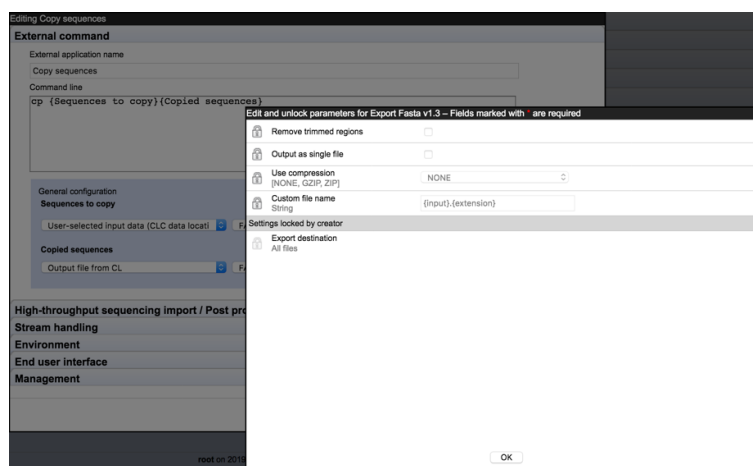 Editing Copy sequences
External command
External application name
Copy sequences
Command line
cp {Sequences to copy}{Copied sequences}
General configuration
Sequences to copy
User-selected input data (CLC data locati
Copied sequences
Output file from CL
High-throughput sequencing import / Post pro
Stream handling
Environment
End user interface
Management
root on 2019
Edit and unlock parameters for Export Fasta v1.3 – Fields marked with * are required
Remove trimmed regions
Output as single file
Use compression
[NONE, GZIP, ZIP]
NONE
Custom file name
String
{input}.{extension}
Settings locked by creator
Export destination
All files
OK